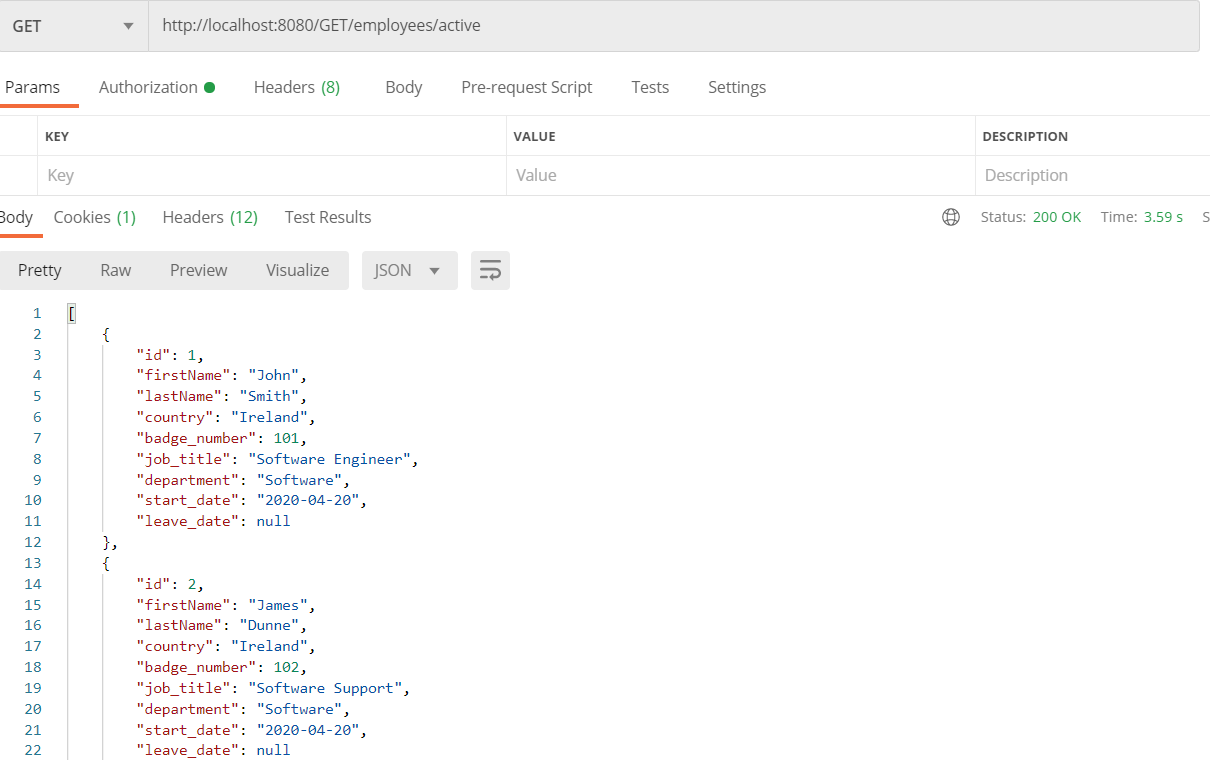 GET http://localhost:8080/GET/employees/active
Params Authorization Headers (8) Body Pre-request Script Tests Settings
KEY VALUE DESCRIPTION
Key Value Description
Body Cookies (1) Headers (12) Test Results Status: 200 OK Time: 3.59 s S
Pretty Raw Preview Visualize JSON
1 [
2 {
3 "id": 1,
4 "firstName": "John",
5 "lastName": "Smith",
6 "country": "Ireland",
7 "badge_number": 101,
8 "job_title": "Software Engineer",
9 "department": "Software",
10 "start_date": "2020-04-20",
11 "leave_date": null
12 },
13 {
14 "id": 2,
15 "firstName": "James",
16 "lastName": "Dunne",
17 "country": "Ireland",
18 "badge_number": 102,
19 "job_title": "Software Support",
20 "department": "Software",
21 "start_date": "2020-04-20",
22 "leave_date": null